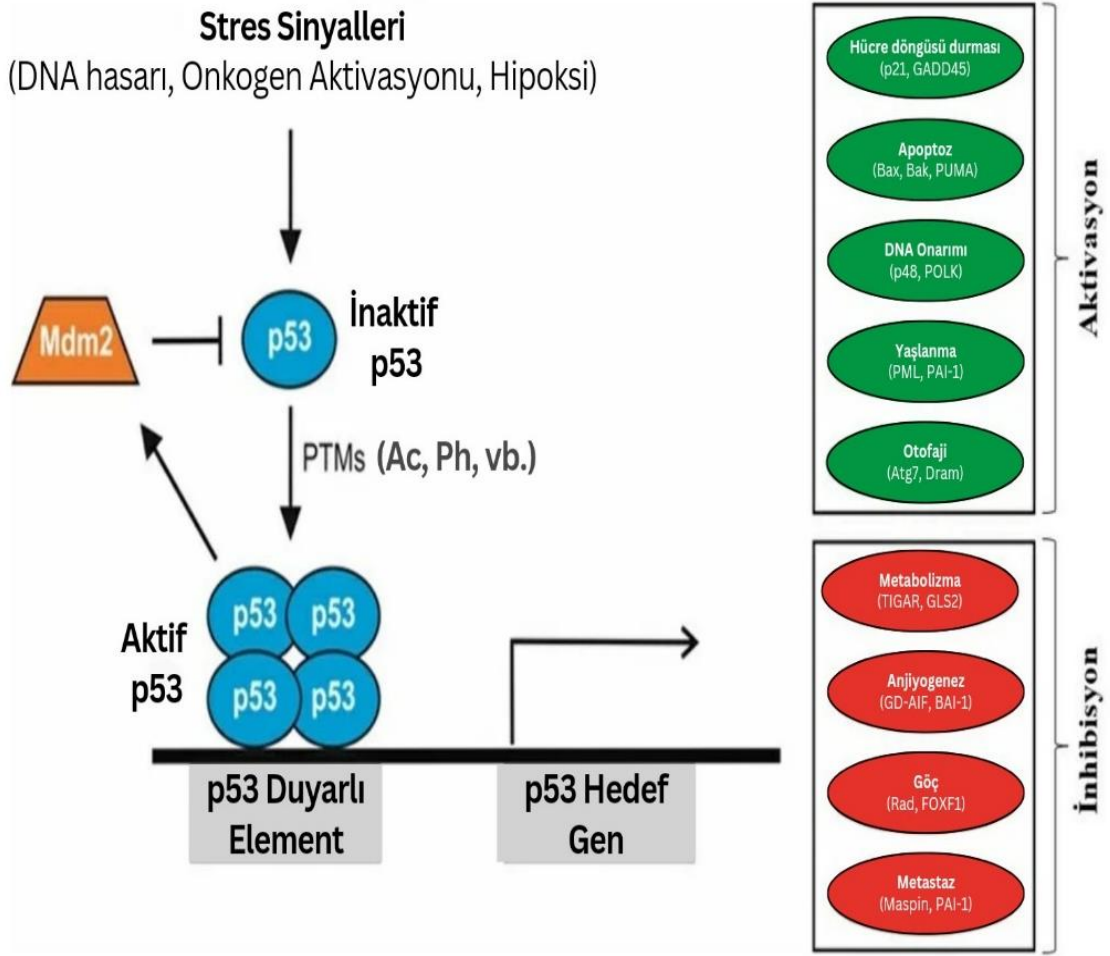 Stres Sinyalleri
(DNA hasarı, Onkogen Aktivasyonu, Hipoksi)
Mdm2
p53
İnaktif
p53
PTMs (Ac, Ph, vb.)
Aktif
p53
p53
p53
p53
p53
p53 Duyarlı
Element
p53 Hedef
Gen
Hücre döngüsü durması
(p21, GADD45)
Apoptoz
(Bax, Bak, PUMA)
DNA Onarımı
(p48, POLK)
Yaşlanma
(PML, PAI-1)
Otofaji
(Atg7, Dram)
Aktivasyon
Metabolizma
(TIGAR, GLS2)
Anjiyogenez
(GD-AIF, BAI-1)
Göç
(Rad, FOXF1)
Metastaz
(Maspin, PAI-1)
İnhibisyon